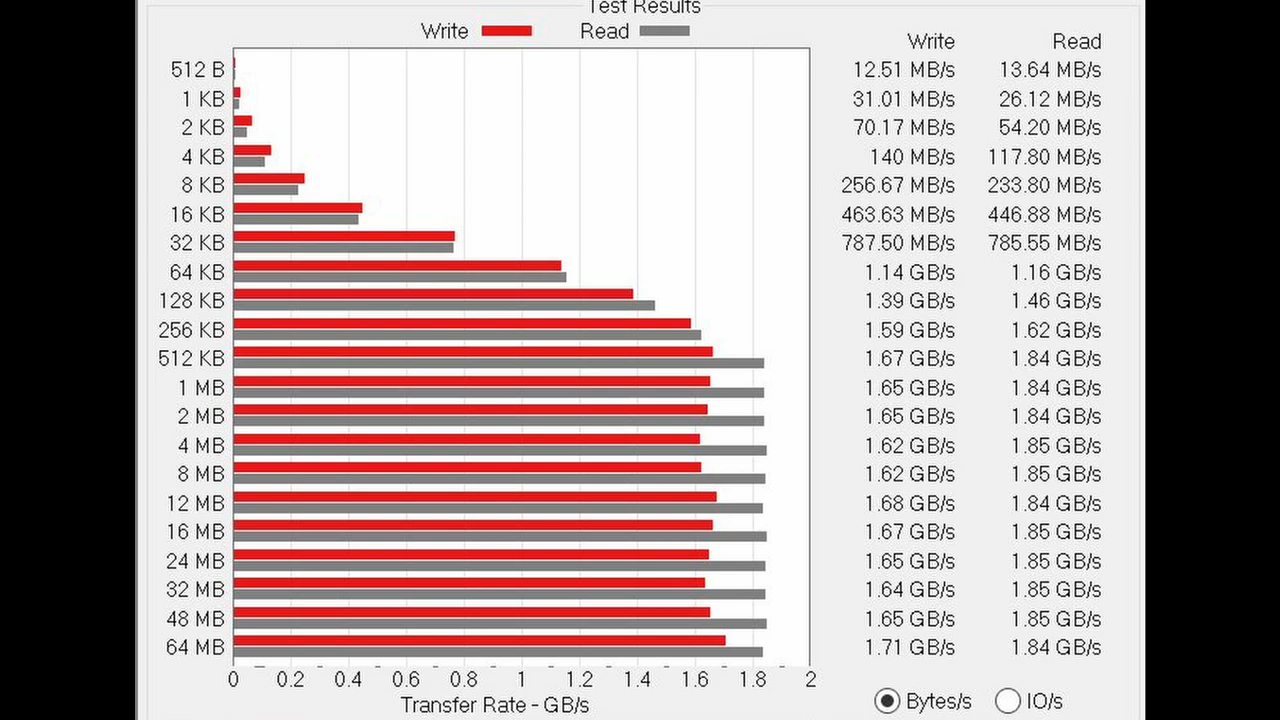 Test Results
Write Read
Write Read
512 B 12.51 MB/s 13.64 MB/s
1 KB 31.01 MB/s 26.12 MB/s
2 KB 70.17 MB/s 54.20 MB/s
4 KB 140 MB/s 117.80 MB/s
8 KB 256.67 MB/s 233.80 MB/s
16 KB 463.63 MB/s 446.88 MB/s
32 KB 787.50 MB/s 785.55 MB/s
64 KB 1.14 GB/s 1.16 GB/s
128 KB 1.39 GB/s 1.46 GB/s
256 KB 1.59 GB/s 1.62 GB/s
512 KB 1.67 GB/s 1.84 GB/s
1 MB 1.65 GB/s 1.84 GB/s
2 MB 1.65 GB/s 1.84 GB/s
4 MB 1.62 GB/s 1.85 GB/s
8 MB 1.62 GB/s 1.85 GB/s
12 MB 1.68 GB/s 1.84 GB/s
16 MB 1.67 GB/s 1.85 GB/s
24 MB 1.65 GB/s 1.85 GB/s
32 MB 1.64 GB/s 1.85 GB/s
48 MB 1.65 GB/s 1.85 GB/s
64 MB 1.71 GB/s 1.84 GB/s
0 0.2 0.4 0.6 0.8 1 1.2 1.4 1.6 1.8 2
Transfer Rate - GB/s
Bytes/s IO/s